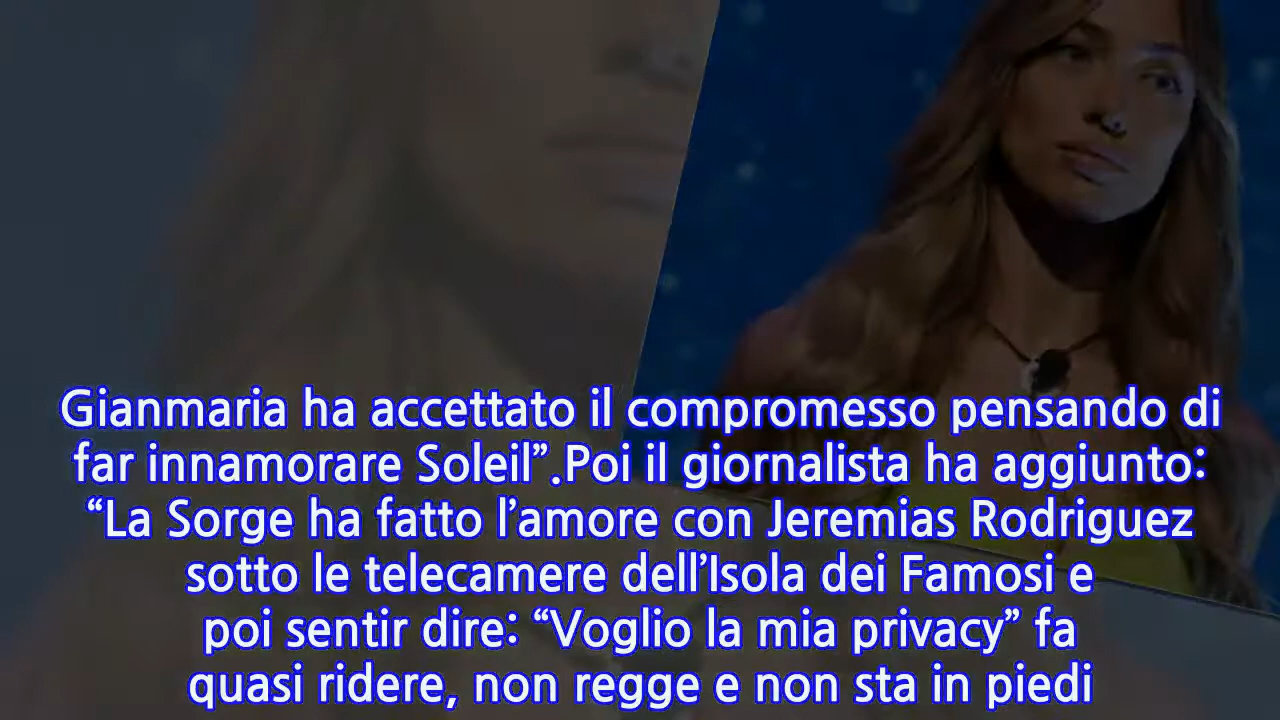 Gianmaria ha accettato il compromesso pensando di
far innamorare Soleil”.Poi il giornalista ha aggiunto:
“La Sorge ha fatto l’amore con Jeremias Rodriguez
sotto le telecamere dell’Isola dei Famosi e
poi sentir dire: “Voglio la mia privacy” fa
quasi ridere, non regge e non sta in piedi